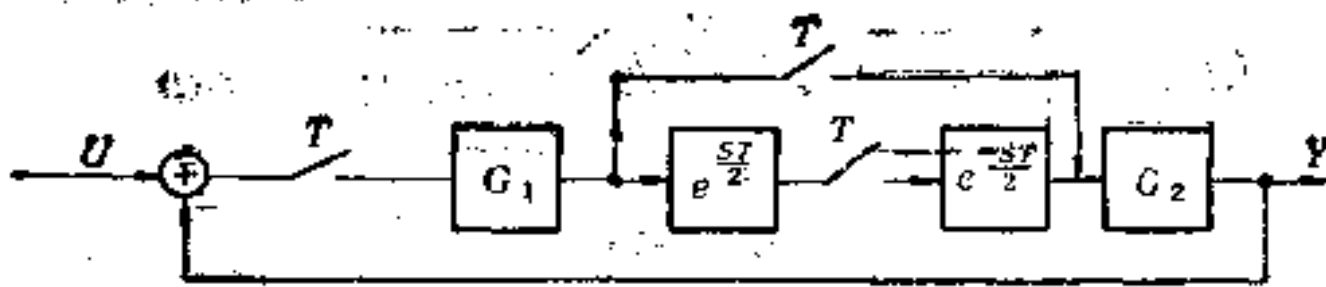 T
U
+
T
G₁
e^{ST/2}
T
e^{-ST/2}
G₂
Y
−